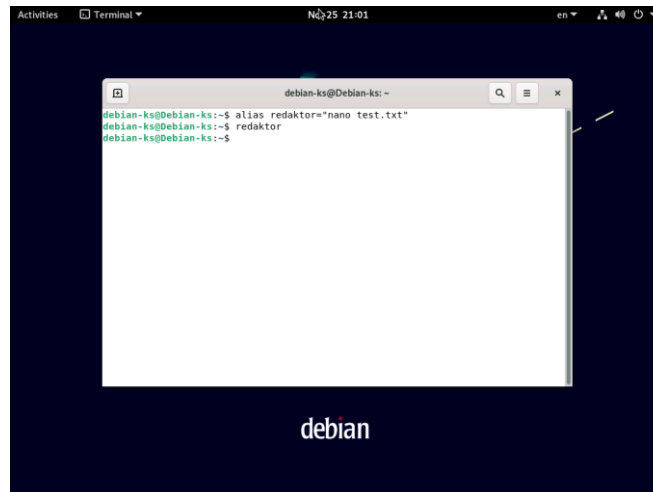 Activities Terminal 25 21:01 en
debian-ks@Debian-ks: ~
debian-ks@Debian-ks:~$ alias redaktor="nano test.txt"
debian-ks@Debian-ks:~$ redaktor
debian-ks@Debian-ks:~$
debian